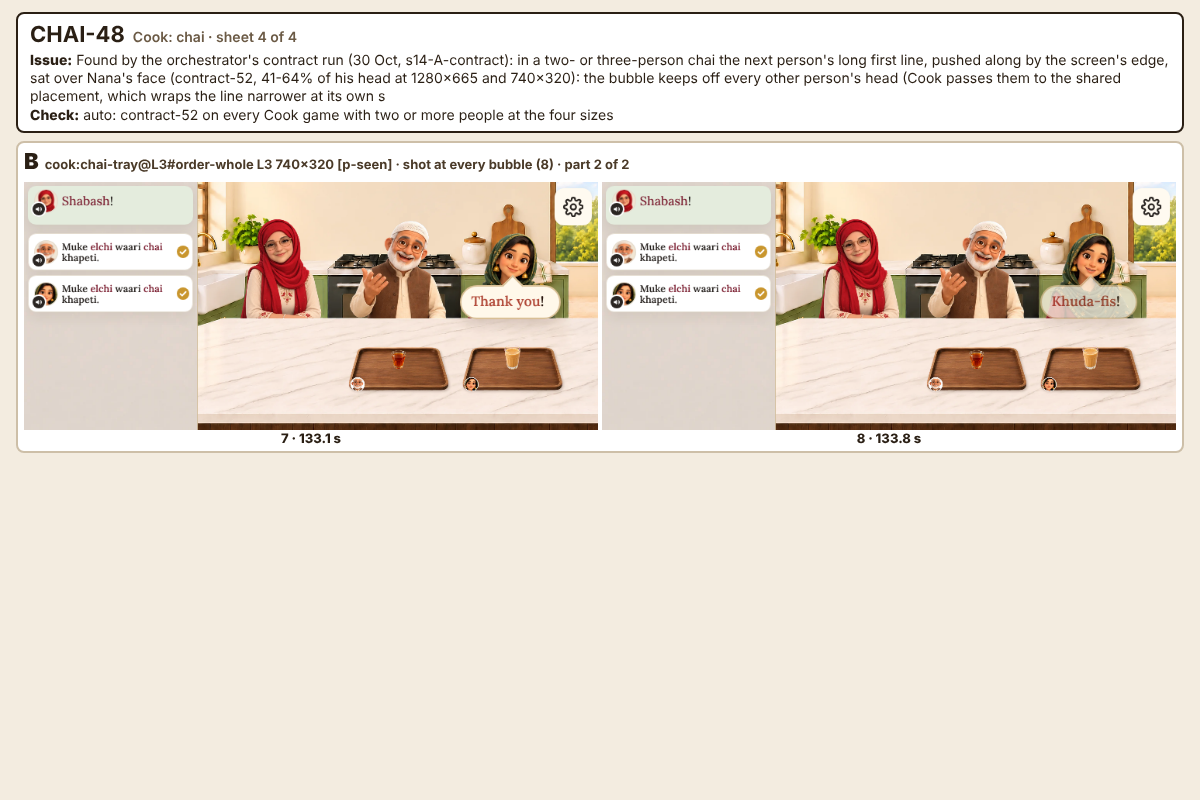 CHAI-48 Cook: chai · sheet 4 of 4
Issue: Found by the orchestrator's contract run (30 Oct, s14-A-contract): in a two- or three-person chai the next person's long first line, pushed along by the screen's edge,
sat over Nana's face (contract-52, 41-64% of his head at 1280×665 and 740×320): the bubble keeps off every other person's head (Cook passes them to the shared
placement, which wraps the line narrower at its own s
Check: auto: contract-52 on every Cook game with two or more people at the four sizes
B cook:chai-tray@L3#order-whole L3 740×320 [p-seen] · shot at every bubble (8) · part 2 of 2
Shabash!
Muke elchi waari chai
khapeti.
Muke elchi waari chai
khapeti.
Thank you!
7 · 133.1 s
Shabash!
Muke elchi waari chai
khapeti.
Muke elchi waari chai
khapeti.
Khuda-fis!
8 · 133.8 s